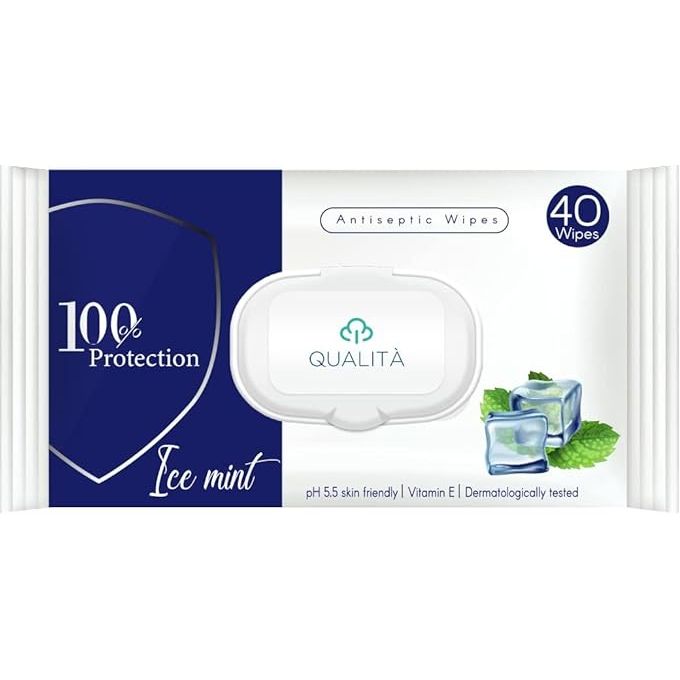 Antiseptic Wipes
40
Wipes
100%
Protection
QUALITÀ
Ice mint
pH 5.5 skin friendly | Vitamin E | Dermatologically tested